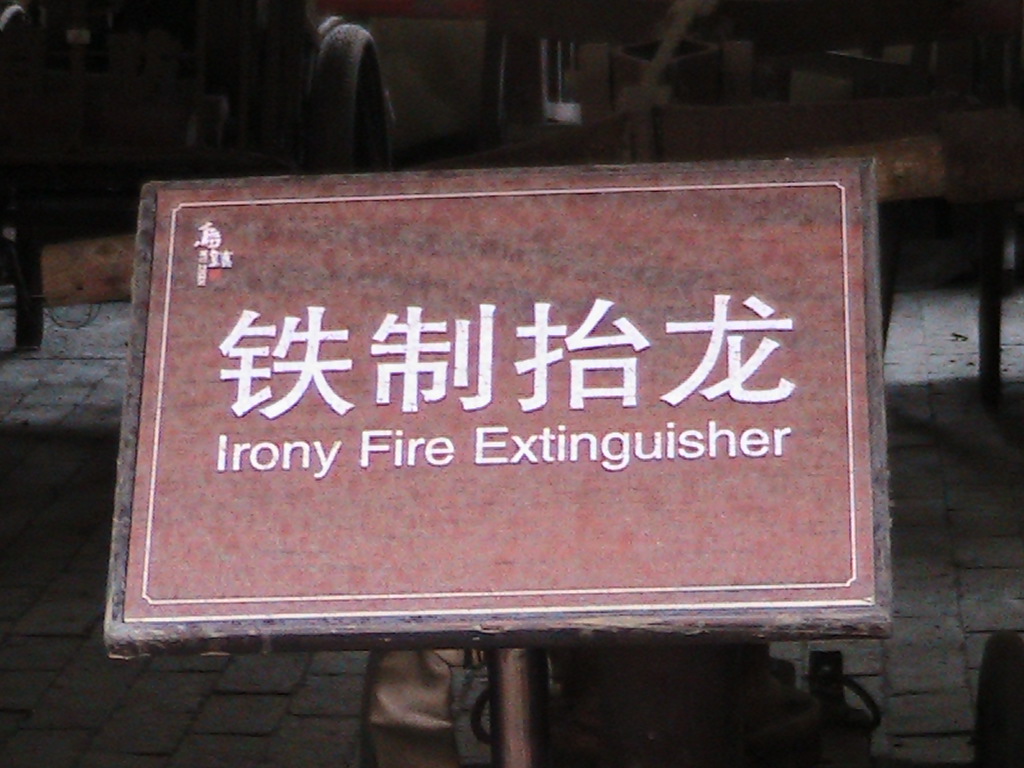 铁制抬龙
Irony Fire Extinguisher